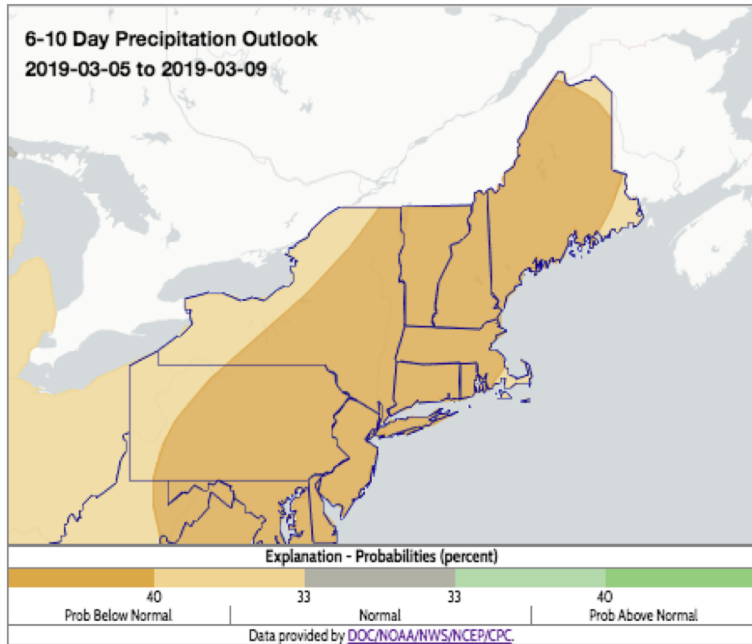 6-10 Day Precipitation Outlook
2019-03-05 to 2019-03-09
Explanation - Probabilities (percent)
40 33 33 40
Prob Below Normal | Normal | Prob Above Normal
Data provided by DOC/NOAA/NWS/NCEP/CPC.